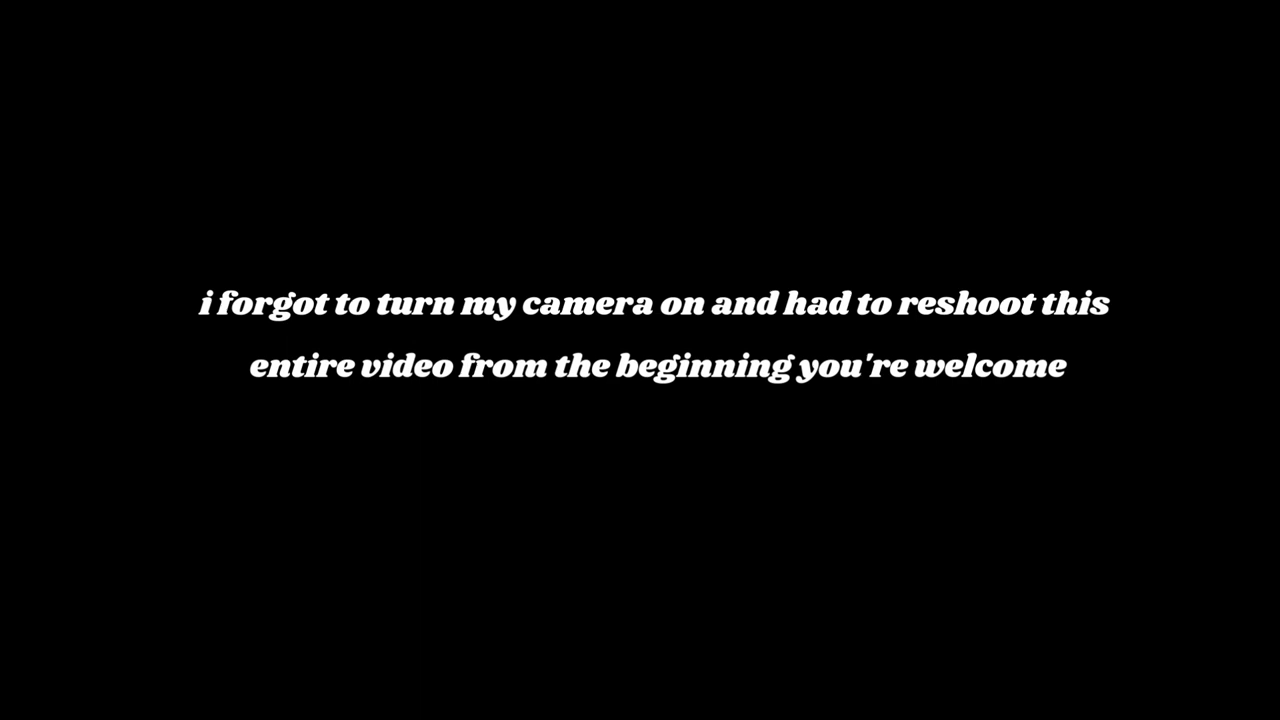 i forgot to turn my camera on and had to reshoot this
entire video from the beginning you're welcome